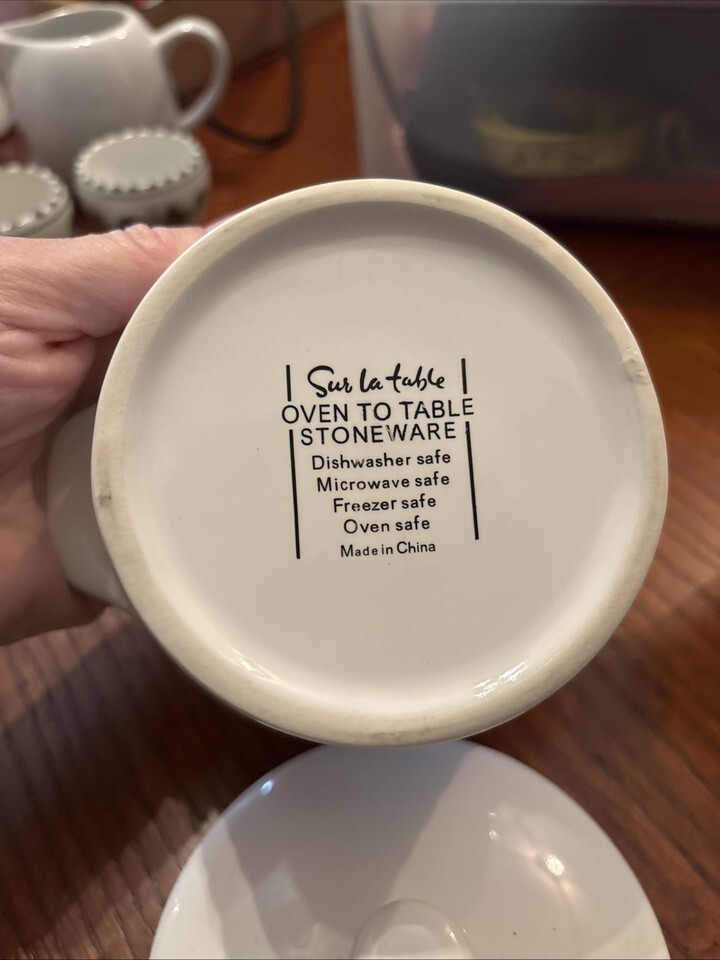 Sur la table
OVEN TO TABLE
STONEWARE
Dishwasher safe
Microwave safe
Freezer safe
Oven safe
Made in China